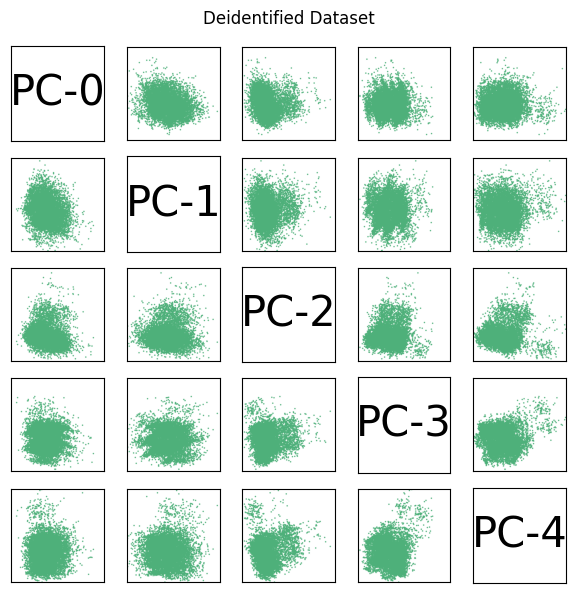 Deidentified Dataset
PC-0
PC-1
PC-2
PC-3
PC-4